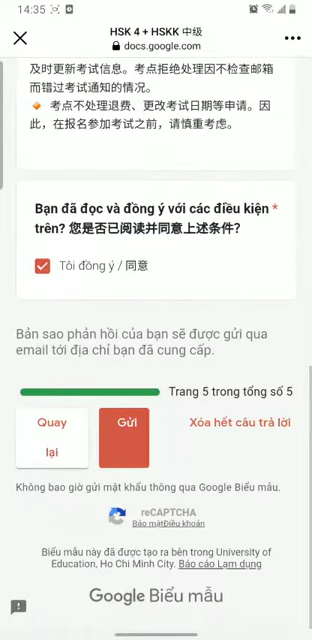 14:35
HSK 4 + HSKK 中级
docs.google.com
及时更新考试信息。考点拒绝处理因不检查邮箱
而错过考试通知的情况。
🔸 考点不处理退费、更改考试日期等申请。因
此，在报名参加考试之前，请慎重考虑。
Bạn đã đọc và đồng ý với các điều kiện *
trên? 您是否已阅读并同意上述条件？
Tôi đồng ý / 同意
Bản sao phản hồi của bạn sẽ được gửi qua
email tới địa chỉ bạn đã cung cấp.
Trang 5 trong tổng số 5
Quay
lại
Gửi
Xóa hết câu trả lời
Không bao giờ gửi mật khẩu thông qua Google Biểu mẫu.
reCAPTCHA
Bảo mậtĐiều khoản
Biểu mẫu này đã được tạo ra bên trong University of
Education, Ho Chi Minh City. Báo cáo Lạm dụng
Google Biểu mẫu